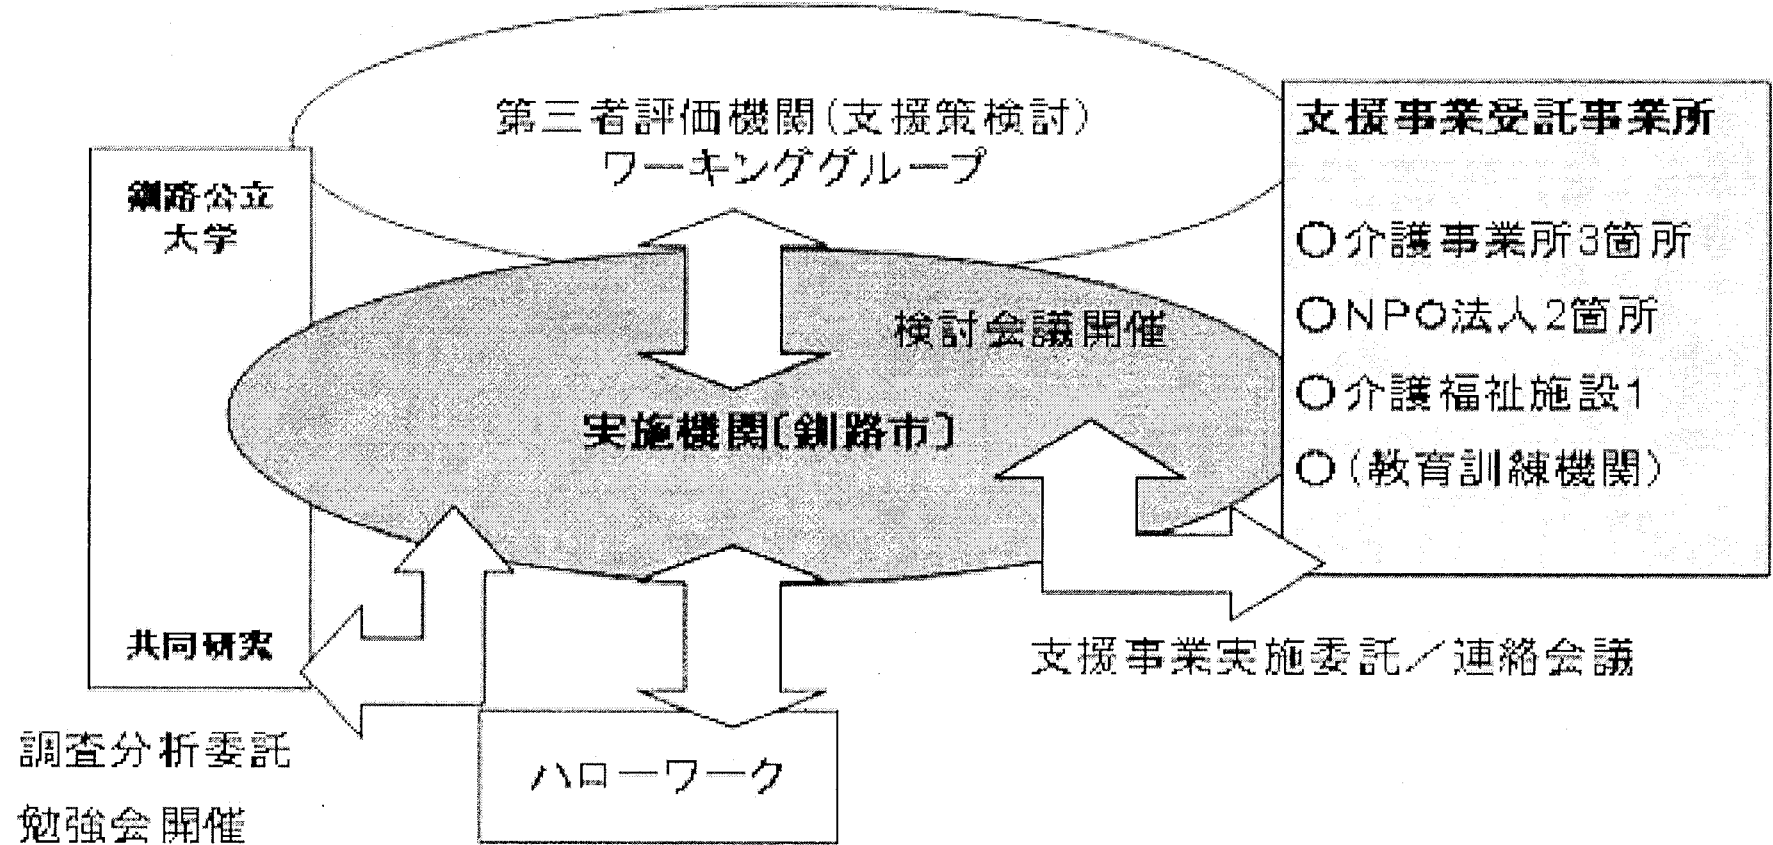 第三者評価機関(支援策検討)
ワーキンググループ
釧路公立
大学
共同研究
支援事業受託事業所
○介護事業所3箇所
○NPO法人2箇所
○介護福祉施設1
○(教育訓練機関)
検討会議開催
実施機関〔釧路市〕
支援事業実施委託/連絡会議
調査分析委託
勉強会開催
ハローワーク